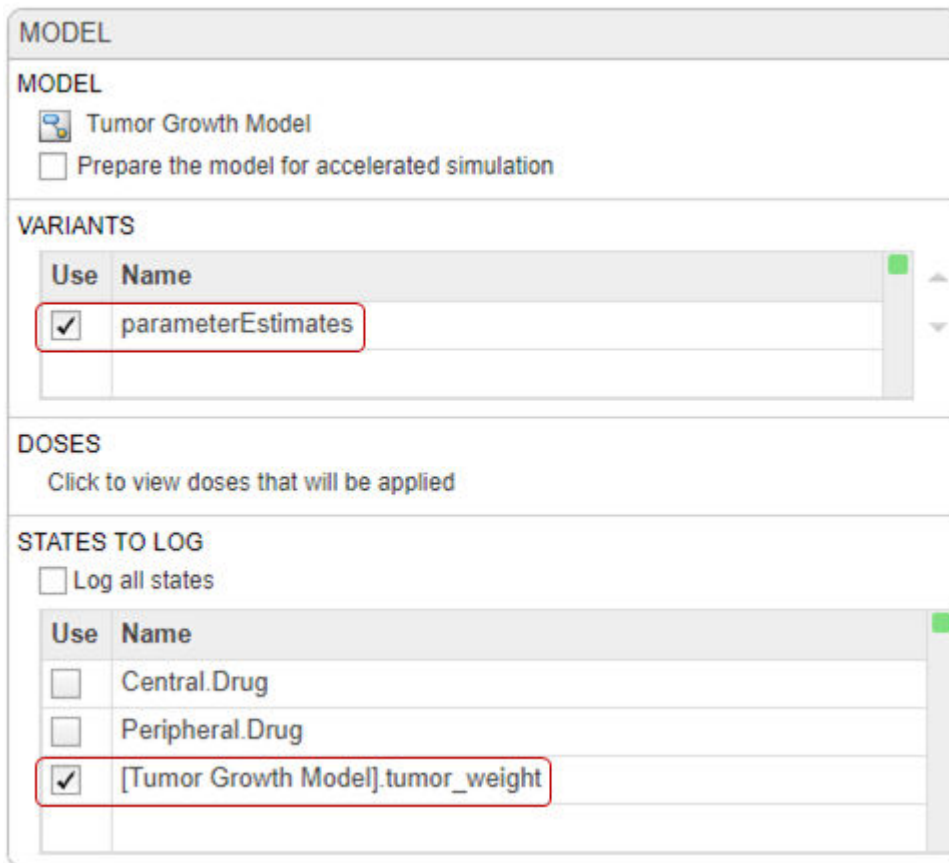 MODEL
MODEL
Tumor Growth Model
Prepare the model for accelerated simulation
VARIANTS
Use Name
parameterEstimates
DOSES
Click to view doses that will be applied
STATES TO LOG
Log all states
Use Name
Central.Drug
Peripheral.Drug
[Tumor Growth Model].tumor_weight